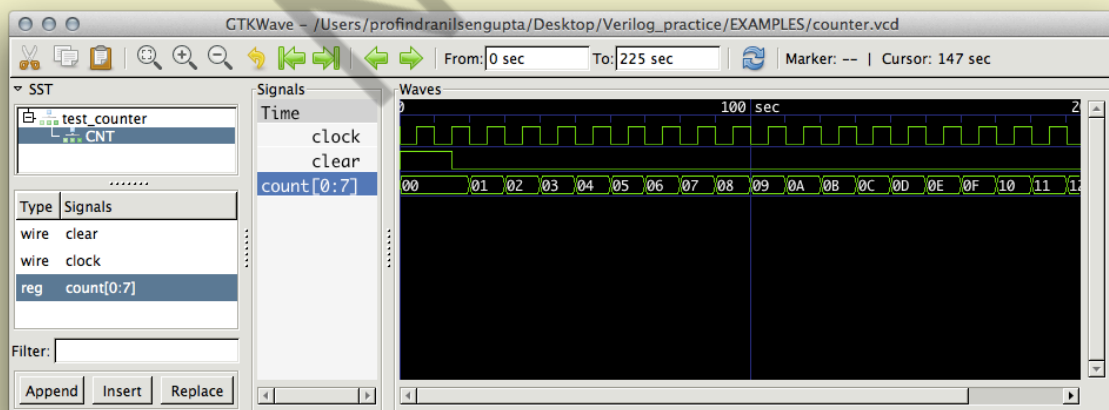 GTKWave - /Users/profindranilsengupta/Desktop/Verilog_practice/EXAMPLES/counter.vcd
From: 0 sec To: 225 sec Marker: -- | Cursor: 147 sec
SST
test_counter
CNT
Type Signals
wire clear
wire clock
reg count[0:7]
Filter:
Append Insert Replace
Signals
Time
clock
clear
count[0:7]
Waves
0 100 sec
00 01 02 03 04 05 06 07 08 09 0A 0B 0C 0D 0E 0F 10 11 12